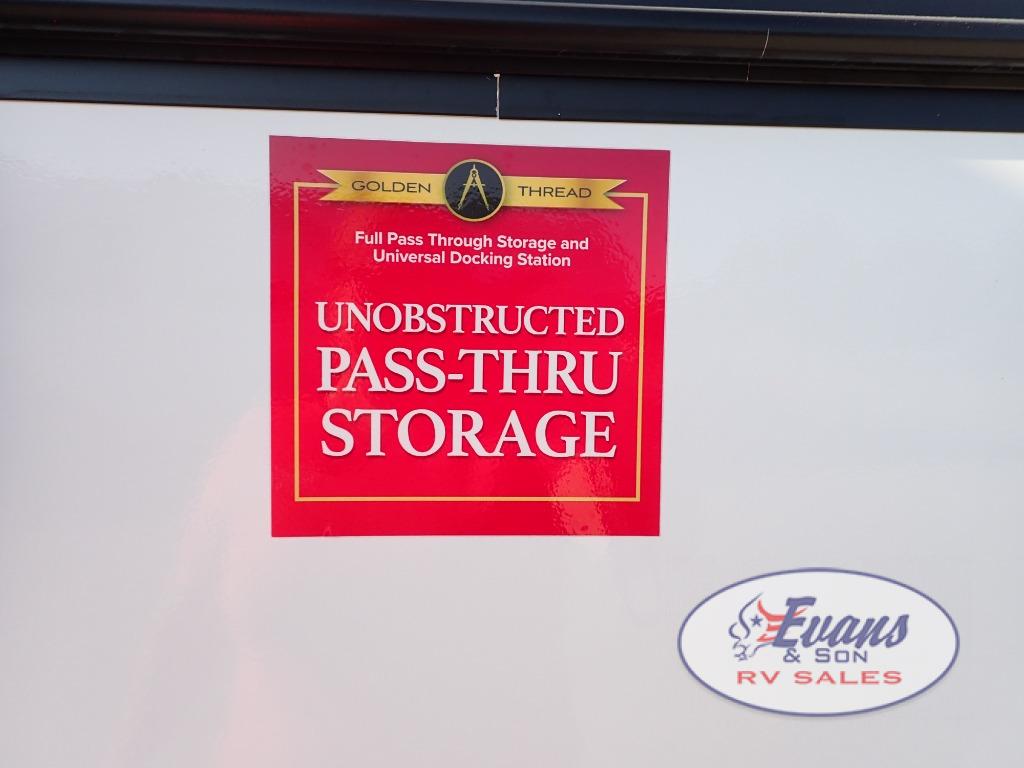 GOLDEN THREAD
Full Pass Through Storage and
Universal Docking Station
UNOBSTRUCTED
PASS-THRU
STORAGE
Evans
& SON
RV SALES